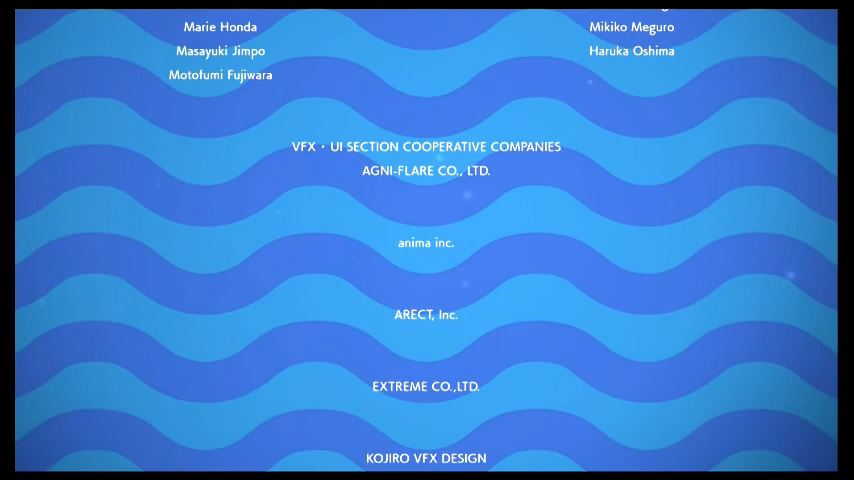 Marie Honda
Mikiko Meguro
Masayuki Jimpo
Haruka Oshima
Motofumi Fujiwara
VFX・UI SECTION COOPERATIVE COMPANIES
AGNI-FLARE CO., LTD.
anima inc.
ARECT, Inc.
EXTREME CO.,LTD.
KOJIRO VFX DESIGN